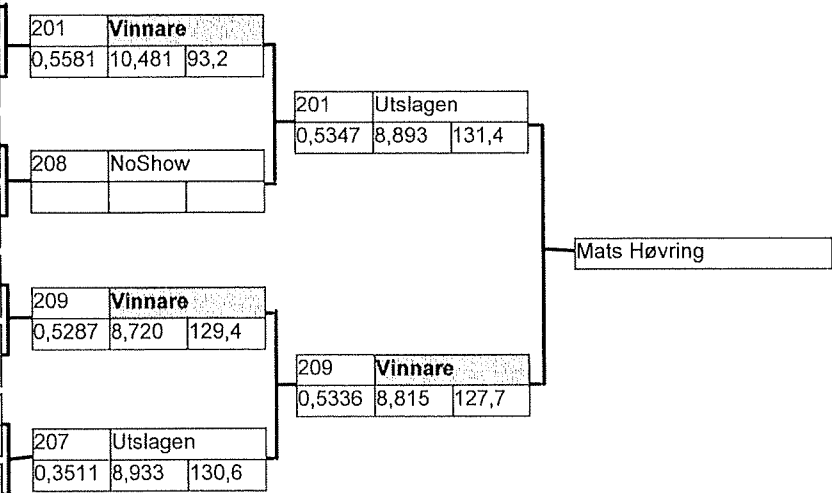 201 Vinnare
0,5581 10,481 93,2
201 Utslagen
0,5347 8,893 131,4
208 NoShow
Mats Høvring
209 Vinnare
0,5287 8,720 129,4
209 Vinnare
0,5336 8,815 127,7
207 Utslagen
0,3511 8,933 130,6